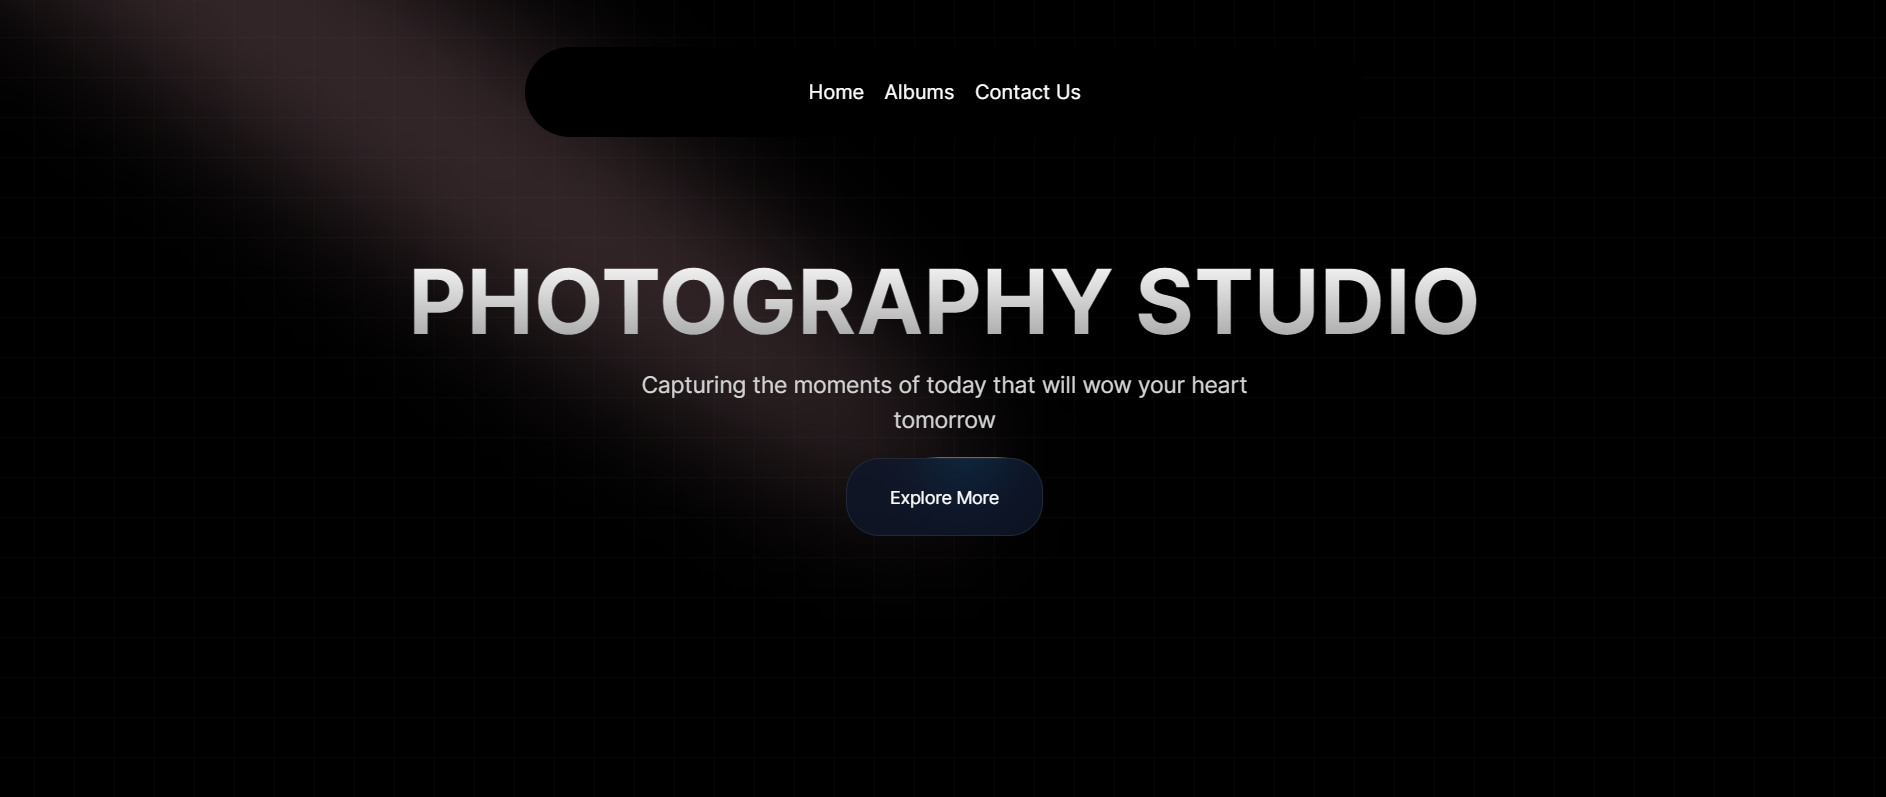 Home Albums Contact Us
PHOTOGRAPHY STUDIO
Capturing the moments of today that will wow your heart
tomorrow
Explore More